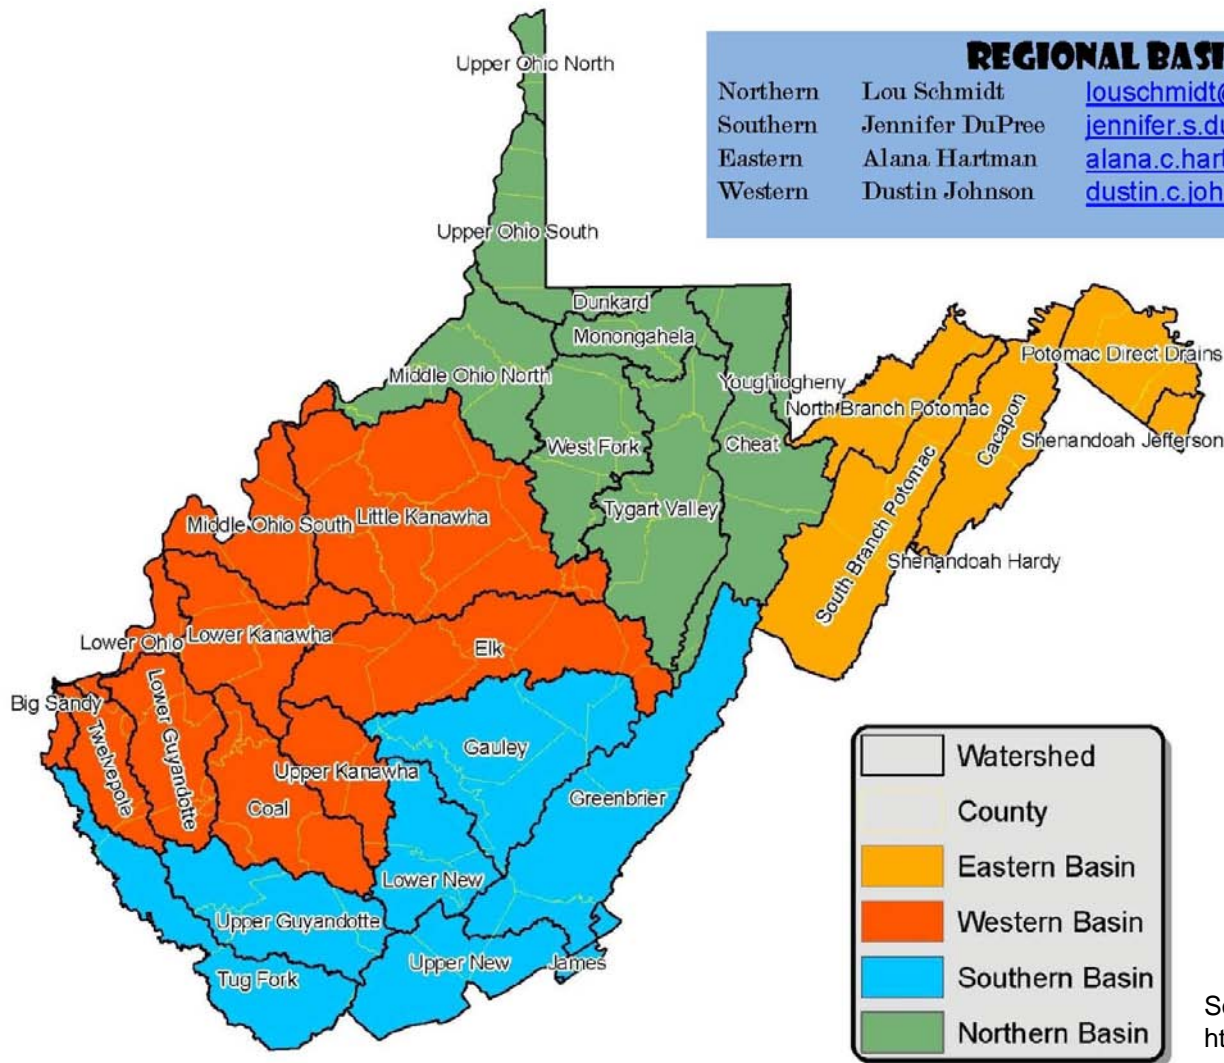 REGIONAL BASI
Northern Lou Schmidt louschmidt@
Southern Jennifer DuPree jennifer.s.du
Eastern Alana Hartman alana.c.hart
Western Dustin Johnson dustin.c.joh
Upper Ohio North
Upper Ohio South
Dunkard
Monongahela
Middle Ohio North
Youghiogheny
Potomac Direct Drains
North Branch Potomac
Cacapon
Shenandoah Jefferson
West Fork
Cheat
Tygart Valley
South Branch Potomac
Shenandoah Hardy
Middle Ohio South
Little Kanawha
Lower Ohio
Lower Kanawha
Elk
Big Sandy
Twelvepole
Lower Guyandotte
Upper Kanawha
Coal
Gauley
Greenbrier
Lower New
Upper Guyandotte
Upper New
James
Tug Fork
Watershed
County
Eastern Basin
Western Basin
Southern Basin
Northern Basin
So
ht